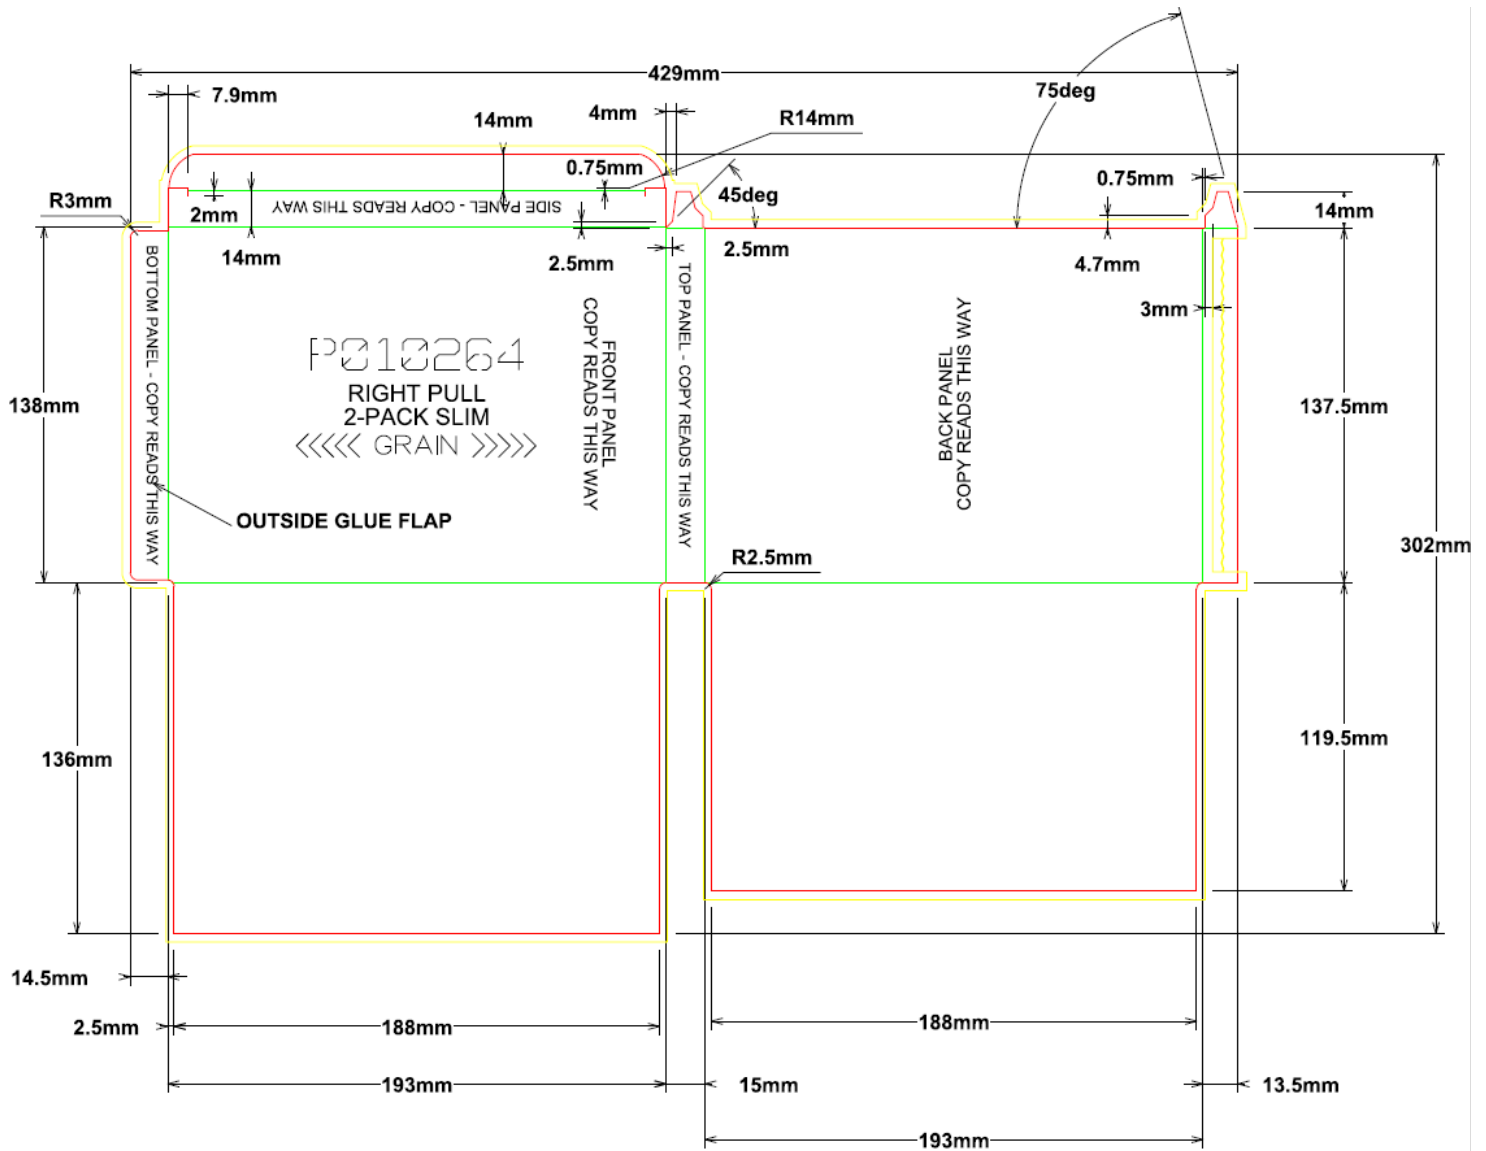 429mm
7.9mm
14mm
4mm
R14mm
75deg
0.75mm
45deg
0.75mm
R3mm
2mm
SIDE PANEL - COPY READS THIS WAY
14mm
14mm
2.5mm
2.5mm
4.7mm
3mm
BOTTOM PANEL - COPY READS THIS WAY
P010264
RIGHT PULL
2-PACK SLIM
<<<<< GRAIN >>>>>
FRONT PANEL
COPY READS THIS WAY
TOP PANEL - COPY READS THIS WAY
BACK PANEL
COPY READS THIS WAY
138mm
137.5mm
OUTSIDE GLUE FLAP
302mm
R2.5mm
136mm
119.5mm
14.5mm
2.5mm
188mm
188mm
193mm
15mm
13.5mm
193mm